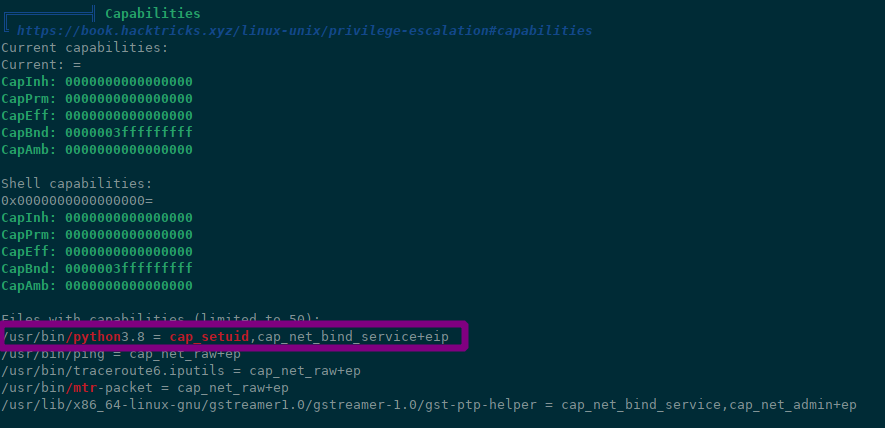 ╔══════════╣ Capabilities
╚ https://book.hacktricks.xyz/linux-unix/privilege-escalation#capabilities
Current capabilities:
Current: =
CapInh: 0000000000000000
CapPrm: 0000000000000000
CapEff: 0000000000000000
CapBnd: 0000003fffffffff
CapAmb: 0000000000000000
Shell capabilities:
0x0000000000000000=
CapInh: 0000000000000000
CapPrm: 0000000000000000
CapEff: 0000000000000000
CapBnd: 0000003fffffffff
CapAmb: 0000000000000000
Files with capabilities (limited to 50):
/usr/bin/python3.8 = cap_setuid,cap_net_bind_service+eip
/usr/bin/ping = cap_net_raw+ep
/usr/bin/traceroute6.iputils = cap_net_raw+ep
/usr/bin/mtr-packet = cap_net_raw+ep
/usr/lib/x86_64-linux-gnu/gstreamer1.0/gstreamer-1.0/gst-ptp-helper = cap_net_bind_service,cap_net_admin+ep